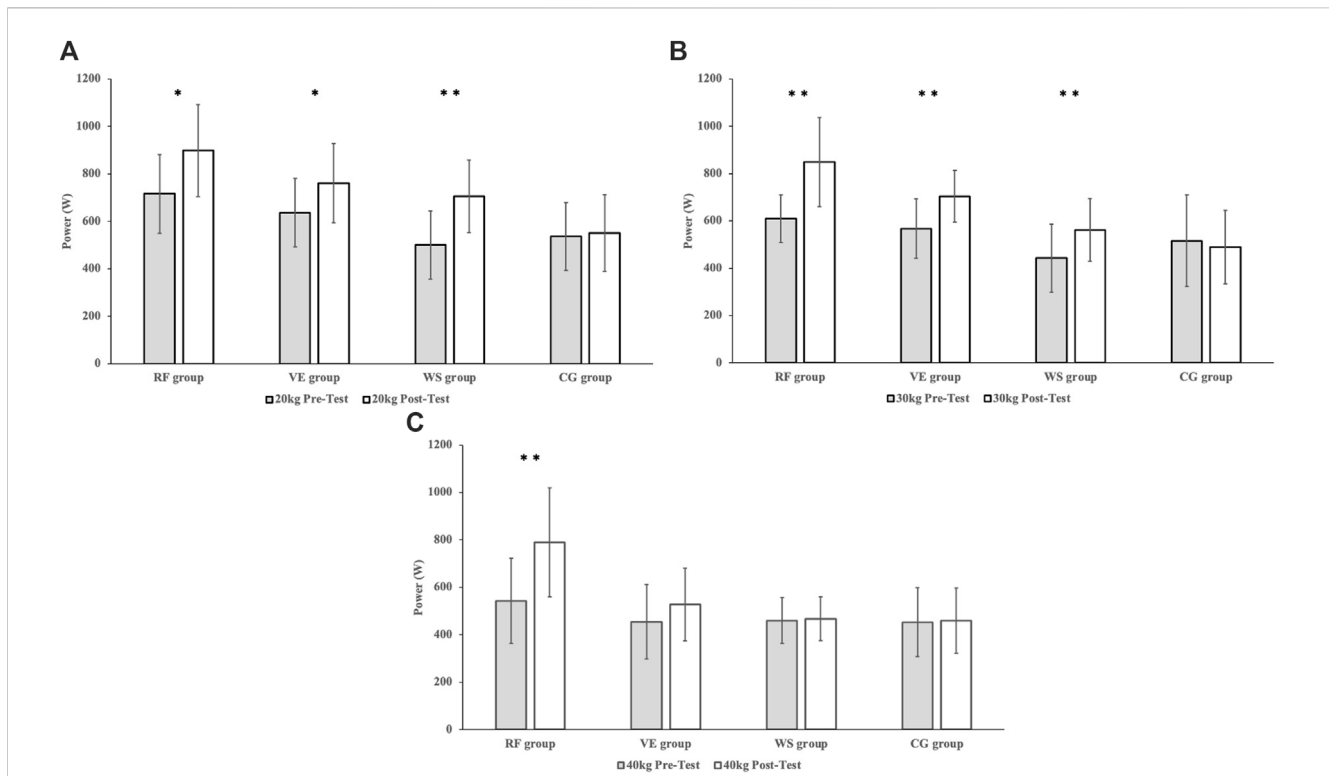 A
1200
1000
800
600
400
200
0
Power (W)
* * **
RF group VE group WS group CG group
20kg Pre-Test 20kg Post-Test
B
1200
1000
800
600
400
200
0
Power (W)
** ** **
RF group VE group WS group CG group
30kg Pre-Test 30kg Post-Test
C
1200
1000
800
600
400
200
0
Power (W)
**
RF group VE group WS group CG group
40kg Pre-Test 40kg Post-Test